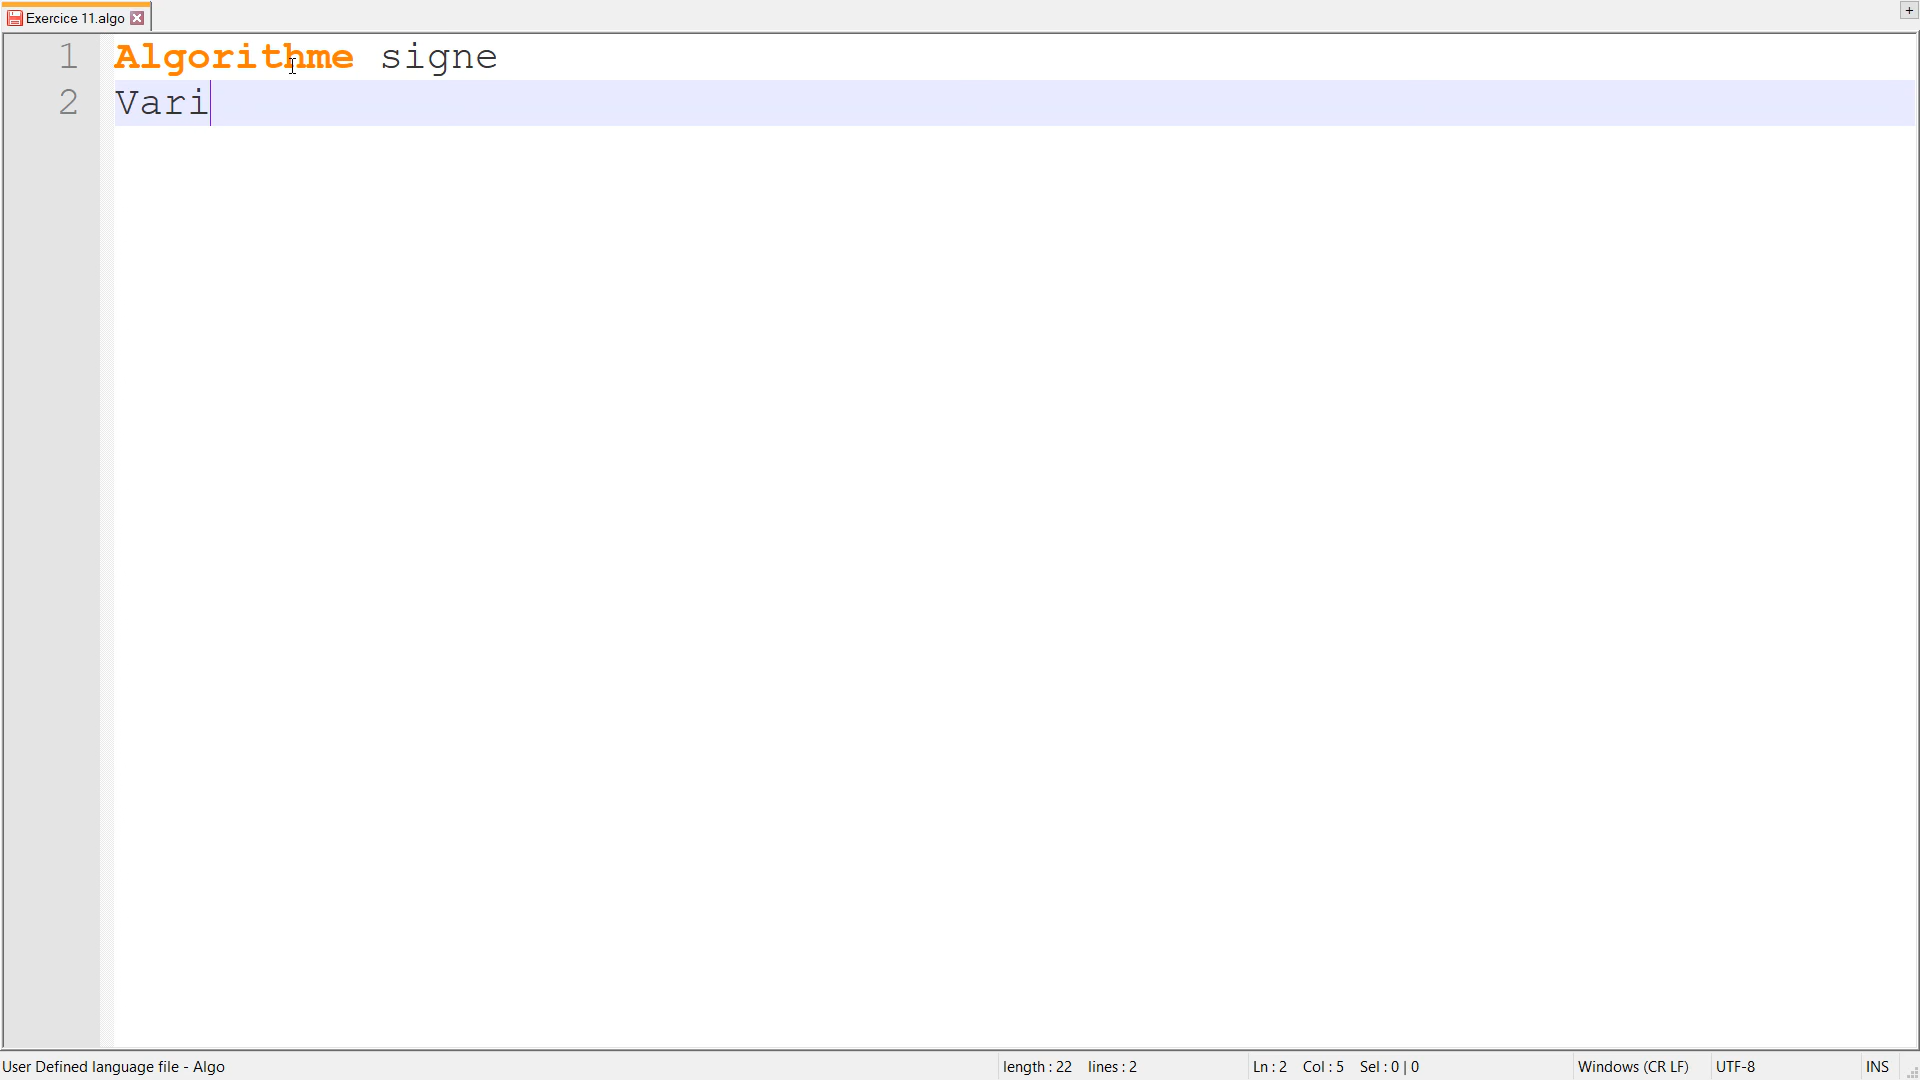 Exercice 11.algo
+
1 Algorithme signe
2 Vari
User Defined language file - Algo length : 22 lines : 2 Ln : 2 Col : 5 Sel : 0 | 0 Windows (CR LF) UTF-8 INS